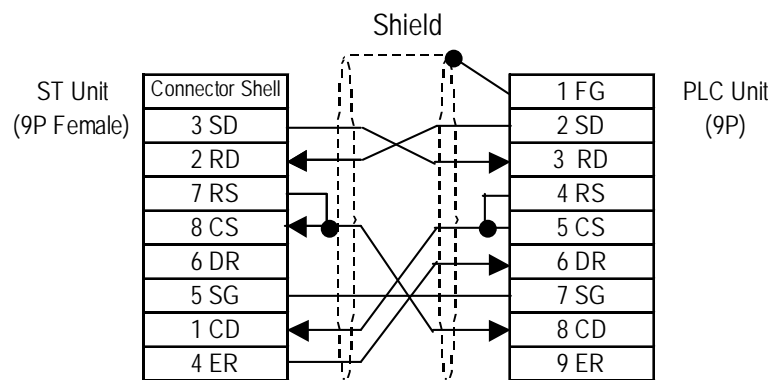 Shield
ST Unit
(9P Female)
Connector Shell
3 SD
2 RD
7 RS
8 CS
6 DR
5 SG
1 CD
4 ER
1 FG
2 SD
3 RD
4 RS
5 CS
6 DR
7 SG
8 CD
9 ER
PLC Unit
(9P)